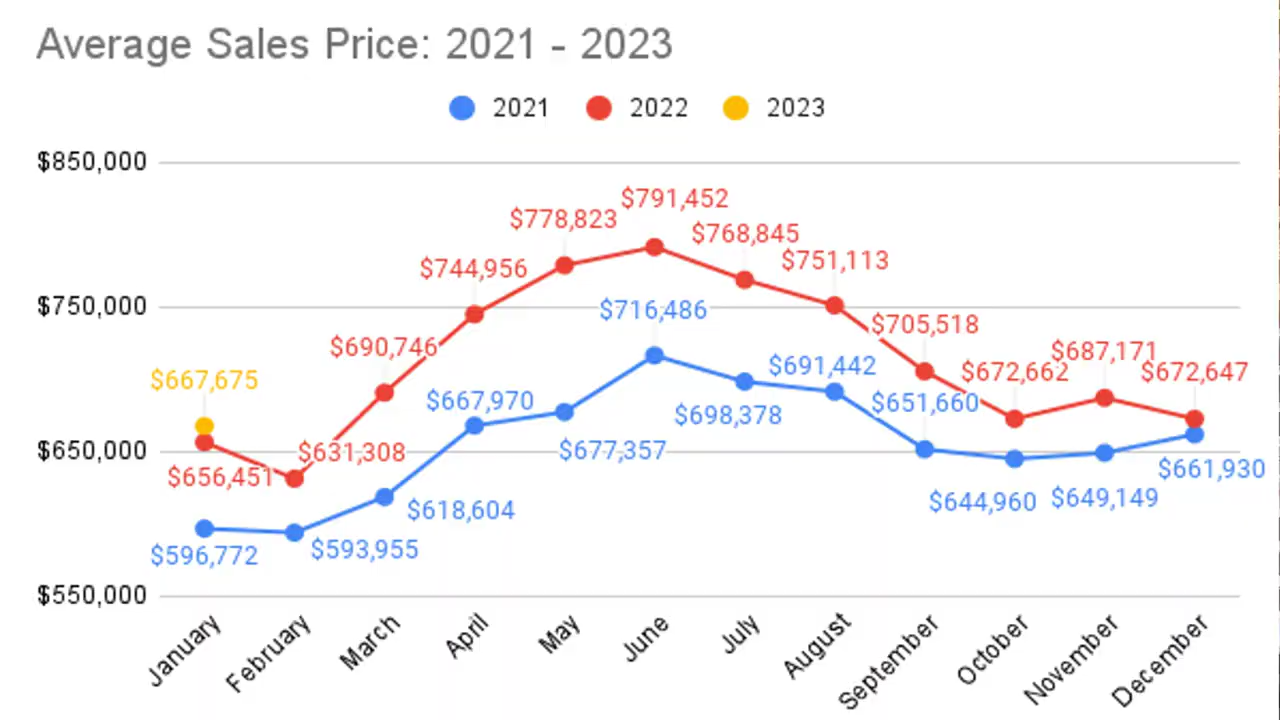 Average Sales Price: 2021 - 2023
2021 2022 2023
$850,000
$750,000
$650,000
$550,000
$791,452
$778,823
$768,845
$751,113
$744,956
$716,486
$705,518
$690,746
$687,171
$691,442
$672,662
$672,647
$667,675
$667,970
$651,660
$698,378
$677,357
$631,308
$656,451
$661,930
$644,960
$649,149
$618,604
$593,955
$596,772
January
February
March
April
May
June
July
August
September
October
November
December